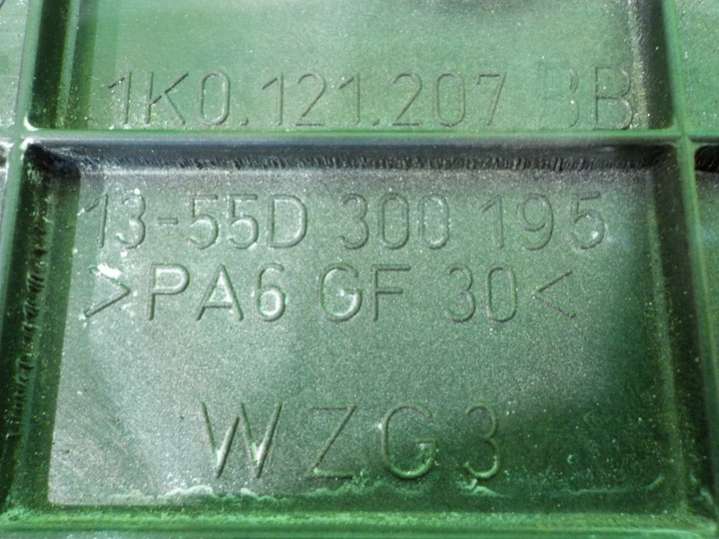 1K0.121.207 BB
13-55D 300 195
>PA6 GF 30<
WZG3